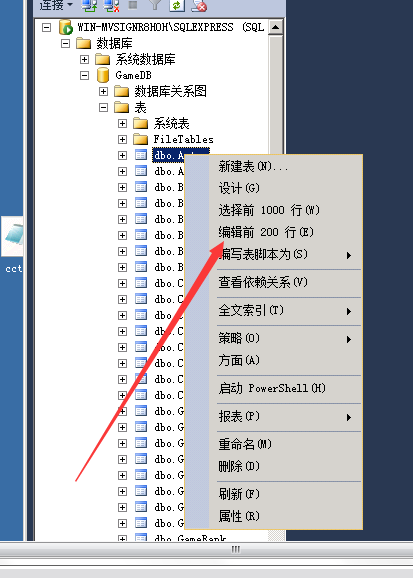 连接
WIN-MVSIGNR8HOH\SQLEXPRESS (SQL
数据库
系统数据库
GameDB
数据库关系图
表
系统表
FileTables
dbo.A
dbo.A
dbo.B
dbo.B
dbo.B
dbo.B
dbo.B
dbo.B
dbo.C
dbo.C
dbo.C
dbo.C
dbo.C
dbo.C
dbo.C
dbo.C
dbo.G
dbo.G
dbo.G
dbo.G
dbo.G
dbo.G
dbo.G
dbo.G
dbo.GameRank
新建表(N)...
设计(G)
选择前 1000 行(W)
编辑前 200 行(E)
编写表脚本为(S)
查看依赖关系(V)
全文索引(T)
策略(O)
方面(A)
启动 PowerShell(H)
报表(P)
重命名(M)
删除(D)
刷新(F)
属性(R)
cct